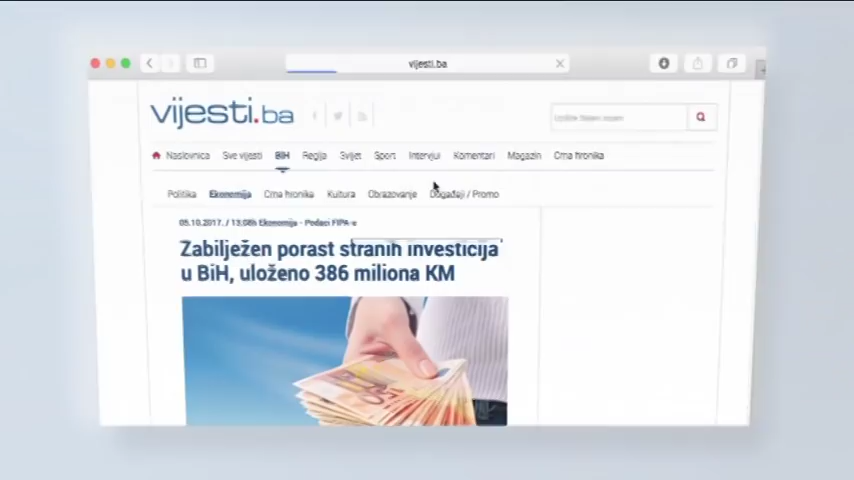 vijesti.ba
vijesti.ba
Naslovnica Sve vijesti BIH Regija Svijet Sport Intervjui Komentari Magazin Crna hronika
Politika Ekonomija Crna hronika Kultura Obrazovanje Događaji / Promo
05.10.2017. / 13:08h Ekonomija - Podaci FIPA-e
Zabilježen porast stranih investicija
u BiH, uloženo 386 miliona KM